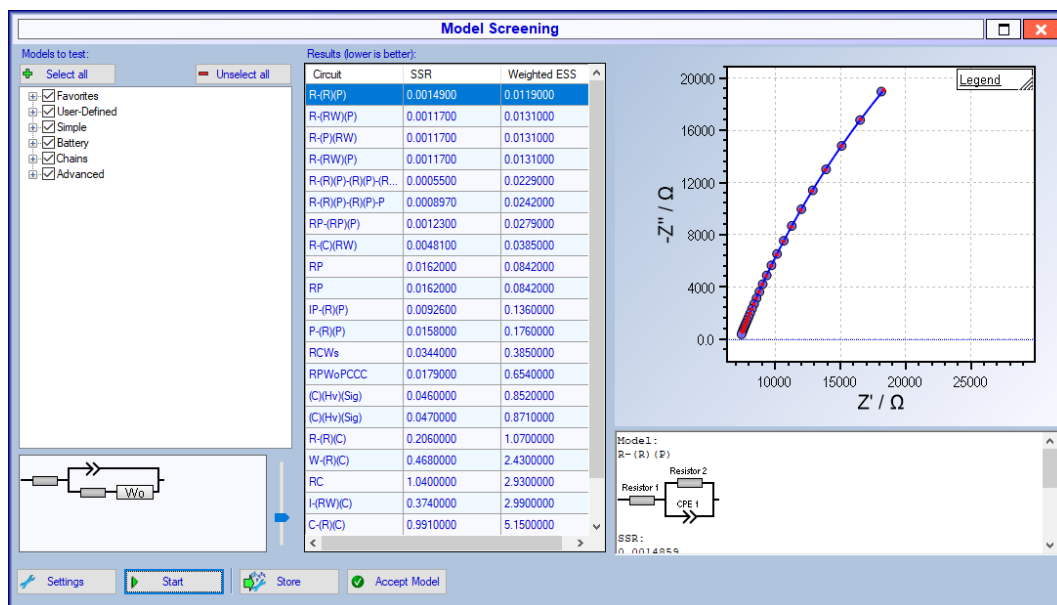 Model Screening
Models to test:
Select all
Unselect all
Favorites
User-Defined
Simple
Battery
Chains
Advanced
Wo
Results (lower is better):
Circuit SSR Weighted ESS
R-(R)(P) 0.0014900 0.0119000
R-(RW)(P) 0.0011700 0.0131000
R-(P)(RW) 0.0011700 0.0131000
R-(RW)(P) 0.0011700 0.0131000
R-(R)(P)-(R)(P)-(R... 0.0005500 0.0229000
R-(R)(P)-(R)(P)-P 0.0008970 0.0242000
RP-(RP)(P) 0.0012300 0.0279000
R-(C)(RW) 0.0048100 0.0385000
RP 0.0162000 0.0842000
RP 0.0162000 0.0842000
IP-(R)(P) 0.0092600 0.1360000
P-(R)(P) 0.0158000 0.1760000
RCWs 0.0344000 0.3850000
RPWoPCCC 0.0179000 0.6540000
(C)(Hv)(Sig) 0.0460000 0.8520000
(C)(Hv)(Sig) 0.0470000 0.8710000
R-(R)(C) 0.2060000 1.0700000
W-(R)(C) 0.4680000 2.4300000
RC 1.0400000 2.9300000
I-(RW)(C) 0.3740000 2.9900000
C-(R)(C) 0.9910000 5.1500000
Legend
20000
16000
12000
8000
4000
0.0
-Z'' / Ω
10000 15000 20000 25000
Z' / Ω
Model:
R-(R)(P)
Resistor 2
Resistor 1
CPE 1
SSR:
0.0014859
Settings
Start
Store
Accept Model